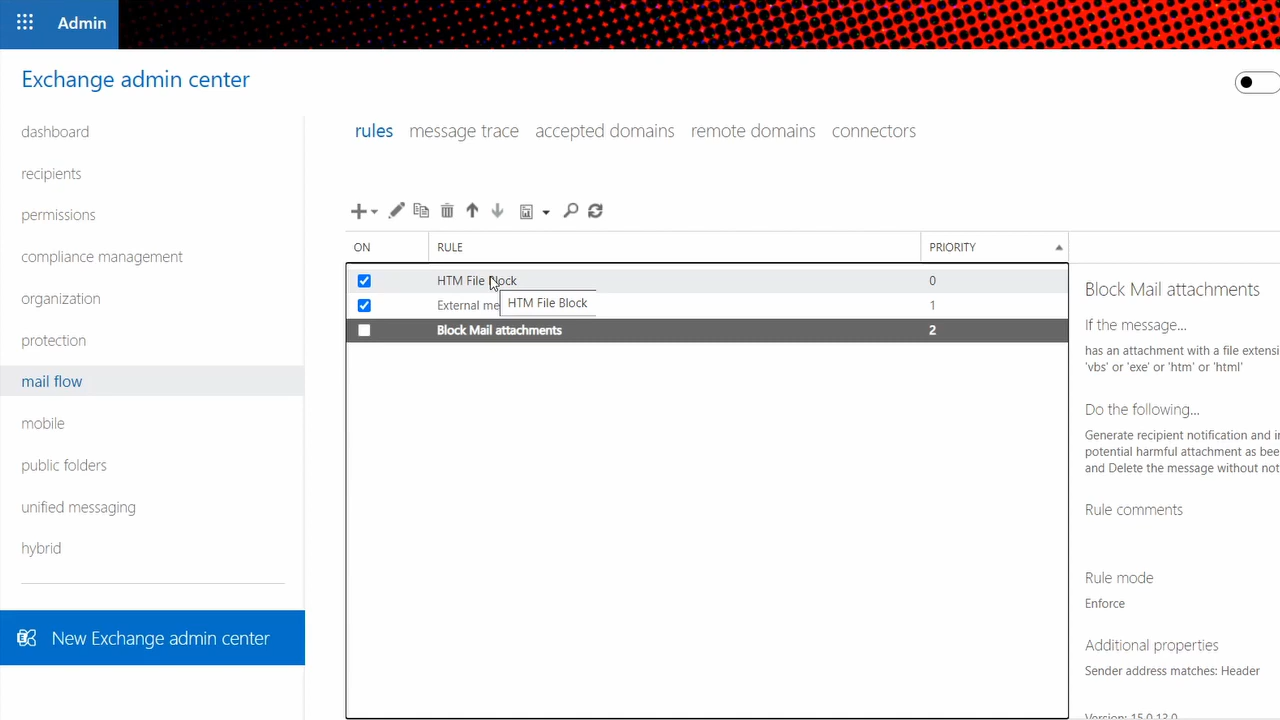 Admin
Exchange admin center
dashboard
recipients
permissions
compliance management
organization
protection
mail flow
mobile
public folders
unified messaging
hybrid
New Exchange admin center
rules message trace accepted domains remote domains connectors
ON RULE PRIORITY
HTM File Block 0
External me 1
HTM File Block
Block Mail attachments 2
Block Mail attachments
If the message...
has an attachment with a file extensi
'vbs' or 'exe' or 'htm' or 'html'
Do the following...
Generate recipient notification and i
potential harmful attachment as bee
and Delete the message without not
Rule comments
Rule mode
Enforce
Additional properties
Sender address matches: Header
Version: 15.0.13.0